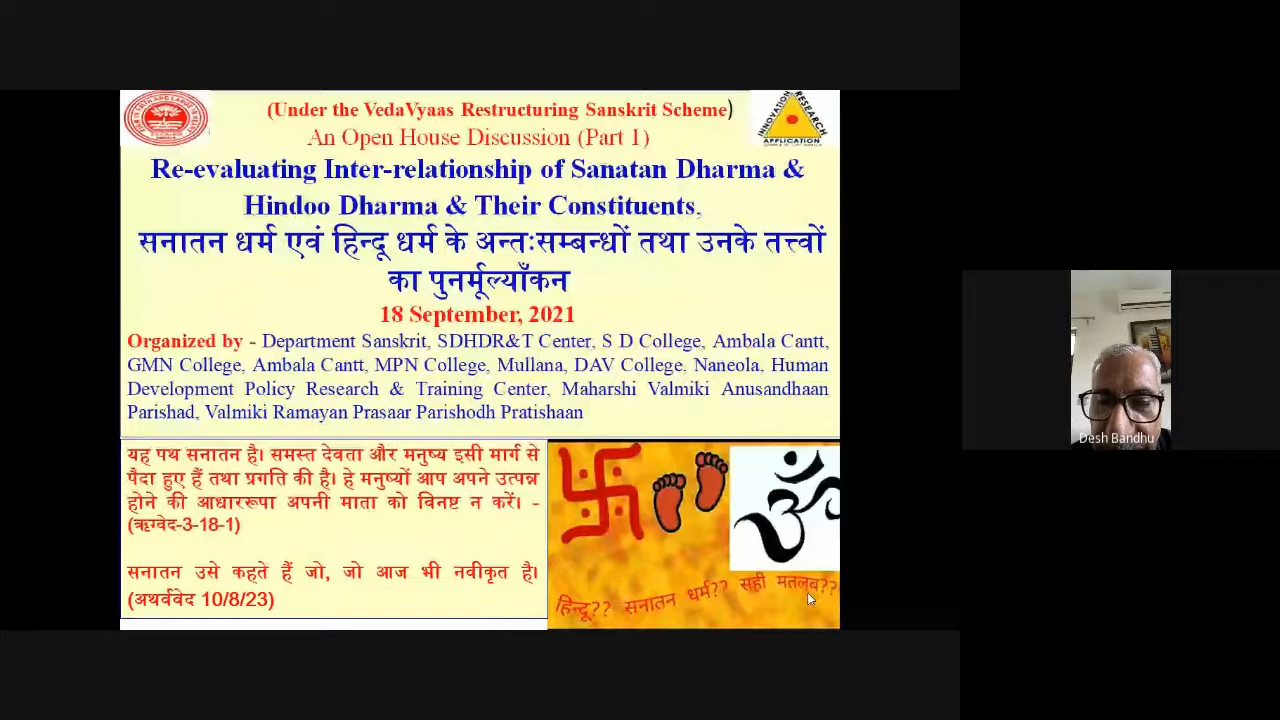 (Under the VedaVyaas Restructuring Sanskrit Scheme)
An Open House Discussion (Part 1)
Re-evaluating Inter-relationship of Sanatan Dharma &
Hindoo Dharma & Their Constituents,
सनातन धर्म एवं हिन्दू धर्म के अन्तःसम्बन्धों तथा उनके तत्त्वों
का पुनर्मूल्याँकन
18 September, 2021
Organized by - Department Sanskrit, SDHDR&T Center, S D College, Ambala Cantt,
GMN College, Ambala Cantt, MPN College, Mullana, DAV College. Naneola, Human
Development Policy Research & Training Center, Maharshi Valmiki Anusandhaan
Parishad, Valmiki Ramayan Prasaar Parishodh Pratishaan
यह पथ सनातन है। समस्त देवता और मनुष्य इसी मार्ग से
पैदा हुए हैं तथा प्रगति की है। हे मनुष्यों आप अपने उत्पन्न
होने की आधाररूपा अपनी माता को विनष्ट न करें। -
(ऋग्वेद-3-18-1)
सनातन उसे कहते हैं जो, जो आज भी नवीकृत है।
(अथर्ववेद 10/8/23)
हिन्दू?? सनातन धर्म?? सही मतलब??
INNOVATION RESEARCH
APPLICATION
ॐ
Desh Bandhu